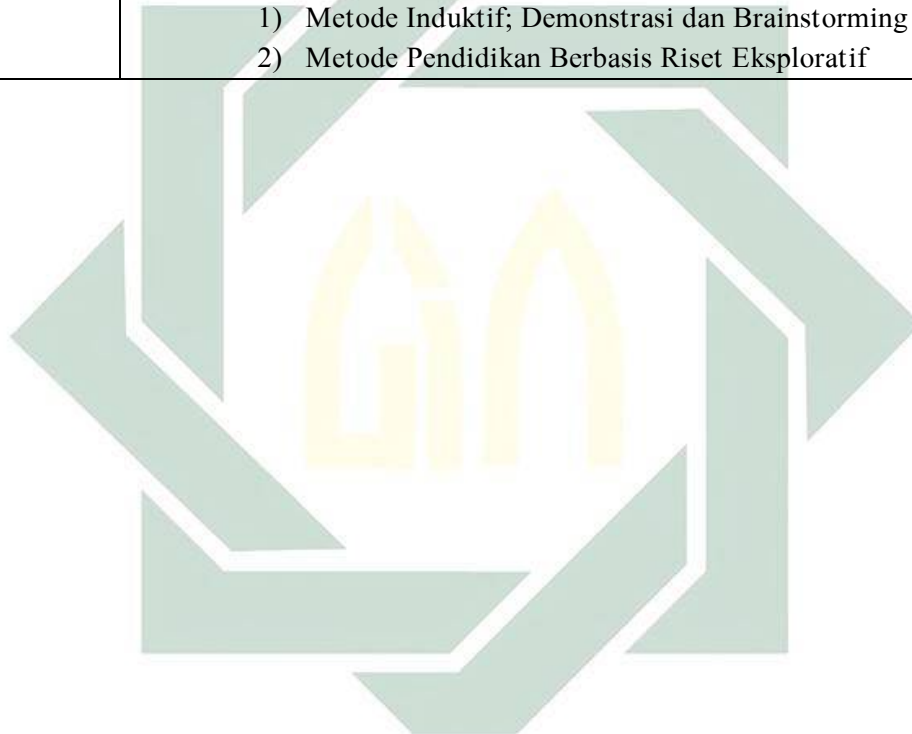 1) Metode Induktif; Demonstrasi dan Brainstorming
2) Metode Pendidikan Berbasis Riset Eksploratif